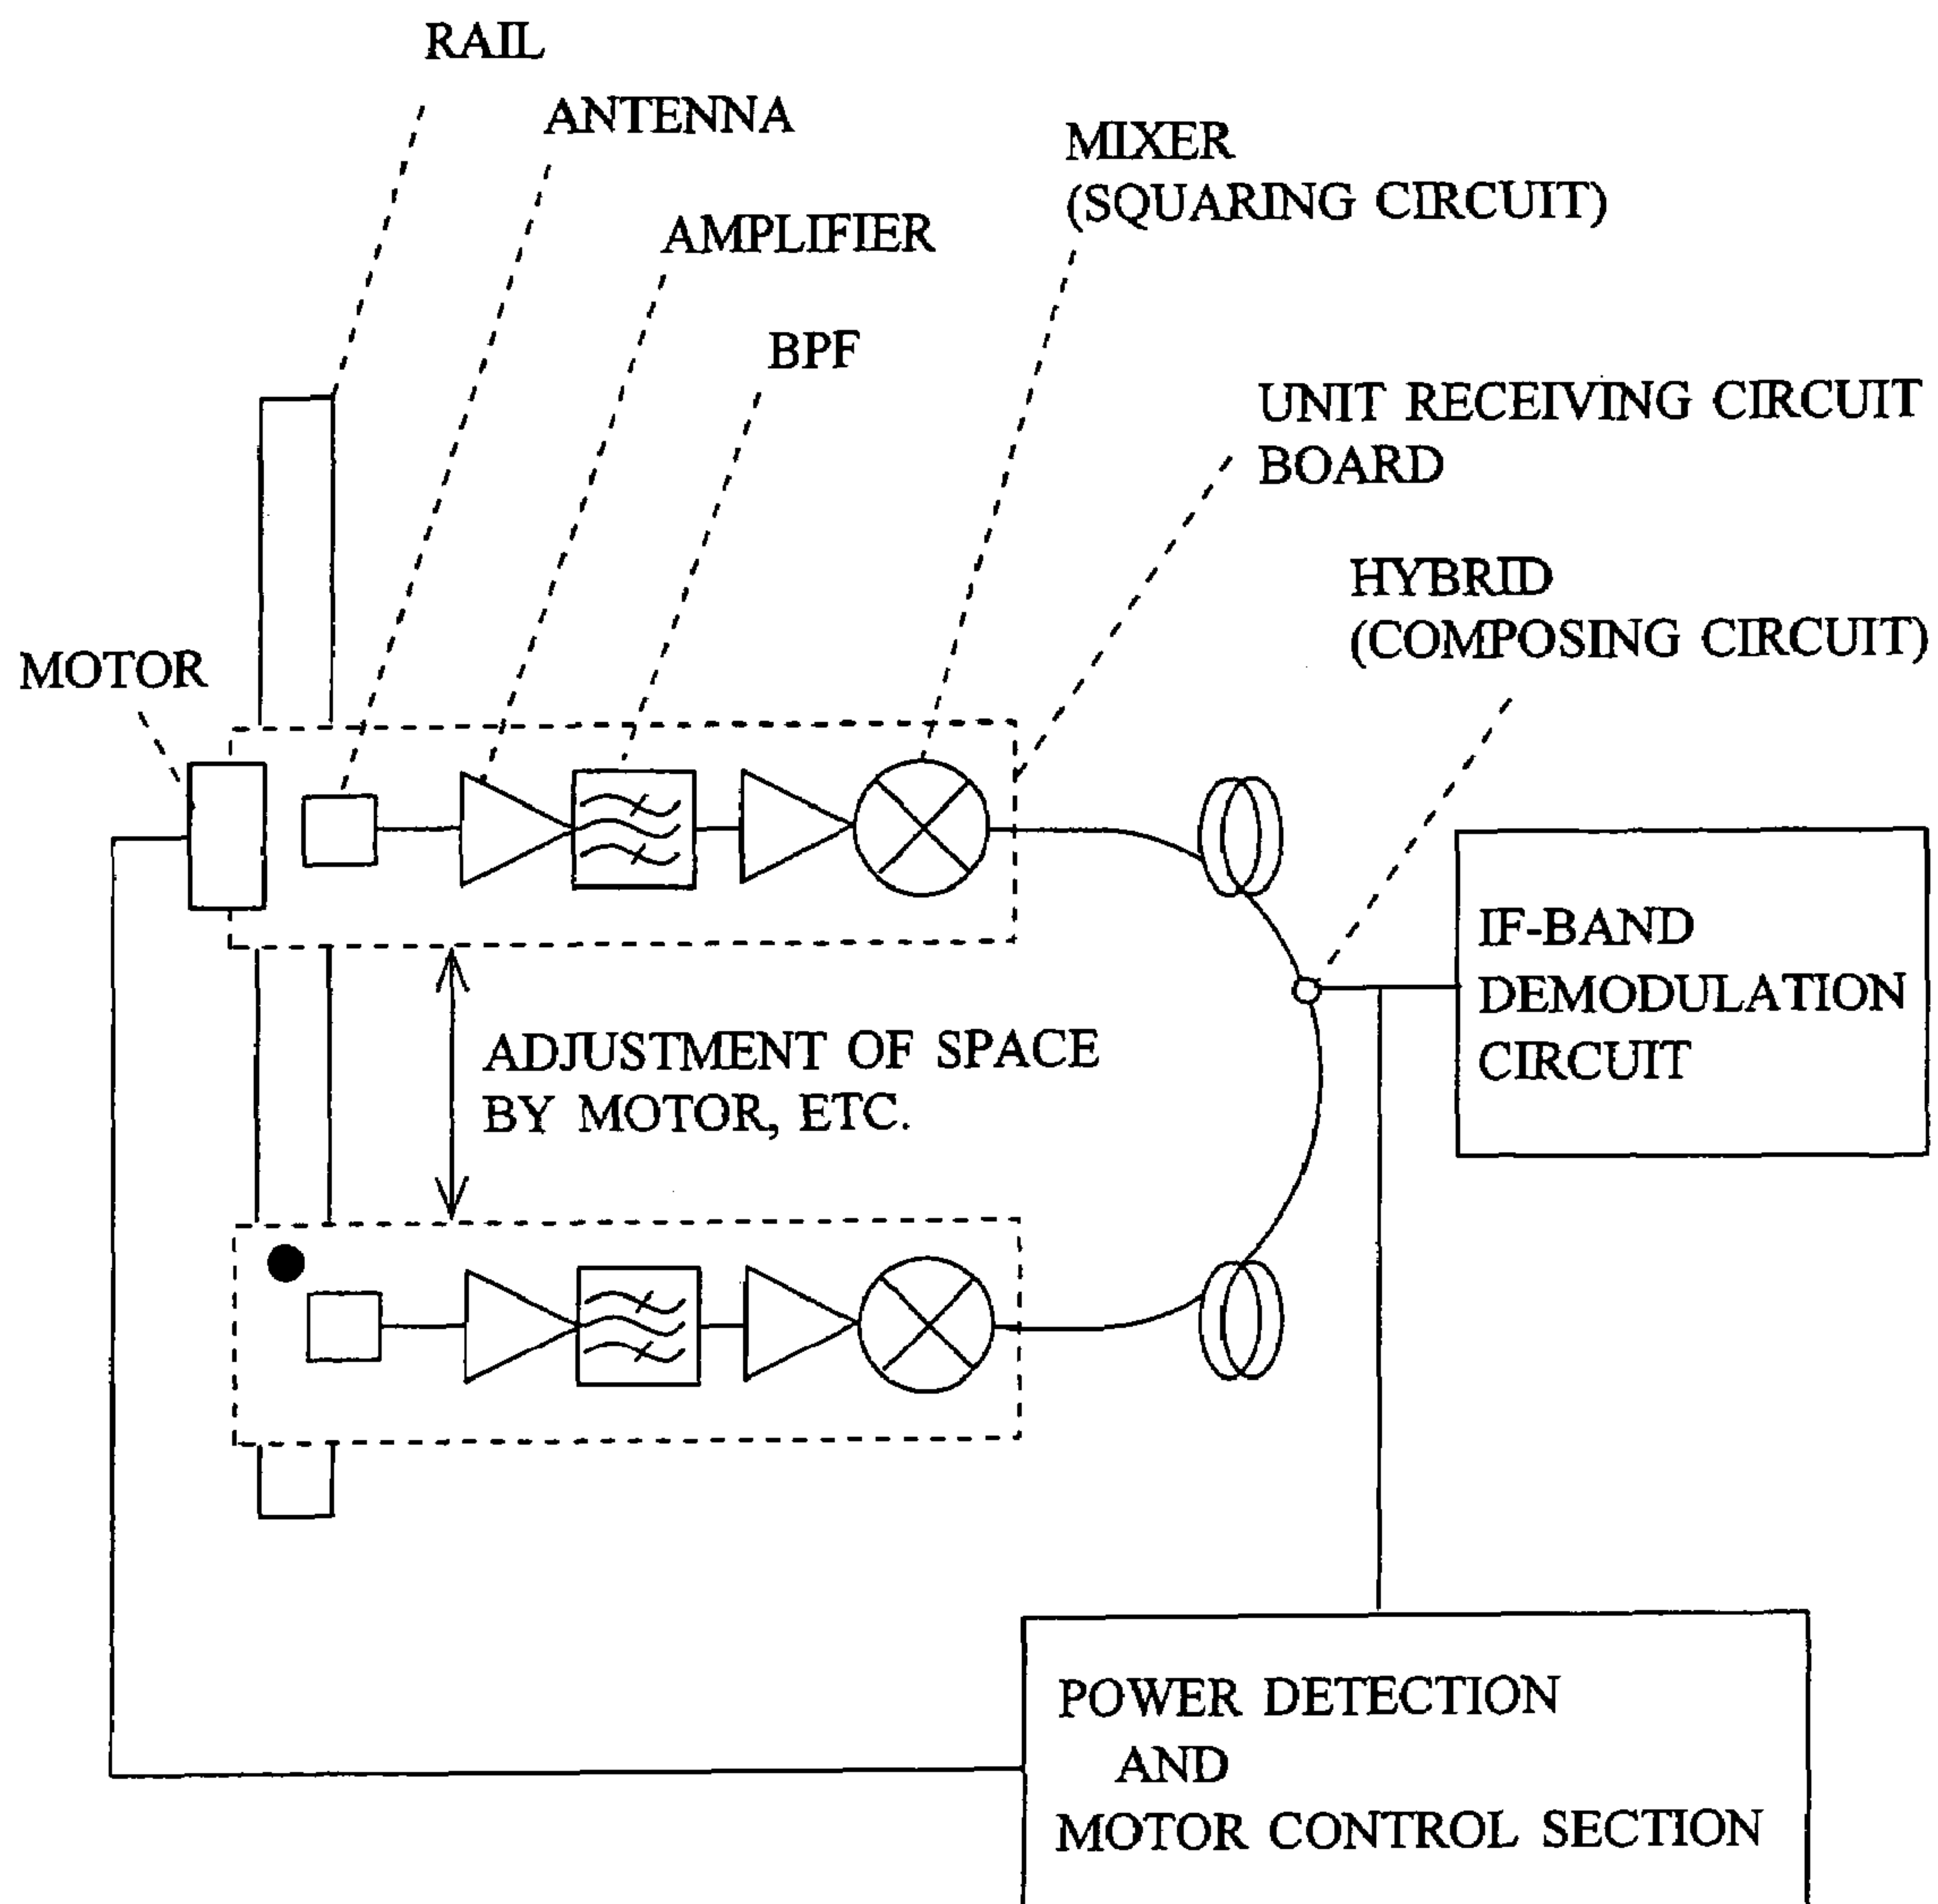 RAIL
ANTENNA
MIXER
(SQUARING CIRCUIT)
AMPLIFIER
BPF
UNIT RECEIVING CIRCUIT
BOARD
HYBRID
(COMPOSING CIRCUIT)
MOTOR
IF-BAND
DEMODULATION
CIRCUIT
ADJUSTMENT OF SPACE
BY MOTOR, ETC.
POWER DETECTION
AND
MOTOR CONTROL SECTION